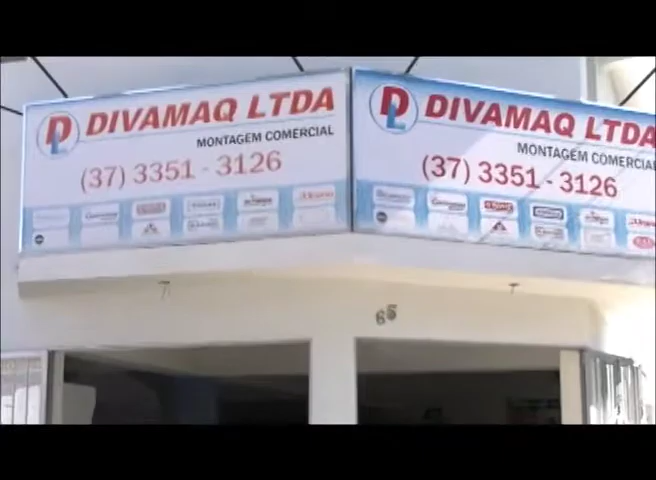 DL DIVAMAQ LTDA
MONTAGEM COMERCIAL
(37) 3351 - 3126
DL DIVAMAQ LTDA
MONTAGEM COMERCIAL
(37) 3351 - 3126
65